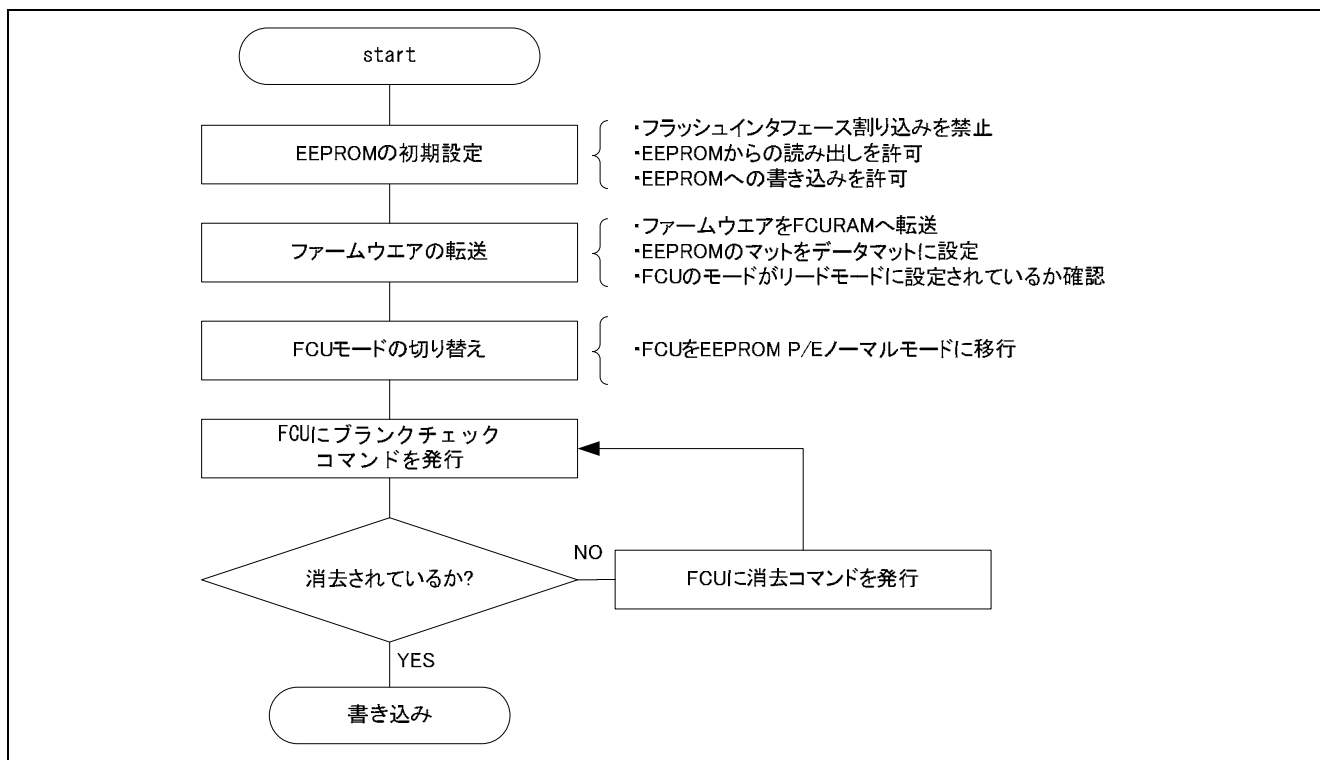 start
EEPROMの初期設定
・フラッシュインタフェース割り込みを禁止
・EEPROMからの読み出しを許可
・EEPROMへの書き込みを許可
ファームウエアの転送
・ファームウエアをFCURAMへ転送
・EEPROMのマットをデータマットに設定
・FCUのモードがリードモードに設定されているか確認
FCUモードの切り替え
・FCUをEEPROM P/Eノーマルモードに移行
FCUにブランクチェック
コマンドを発行
消去されているか?
NO
FCUに消去コマンドを発行
YES
書き込み